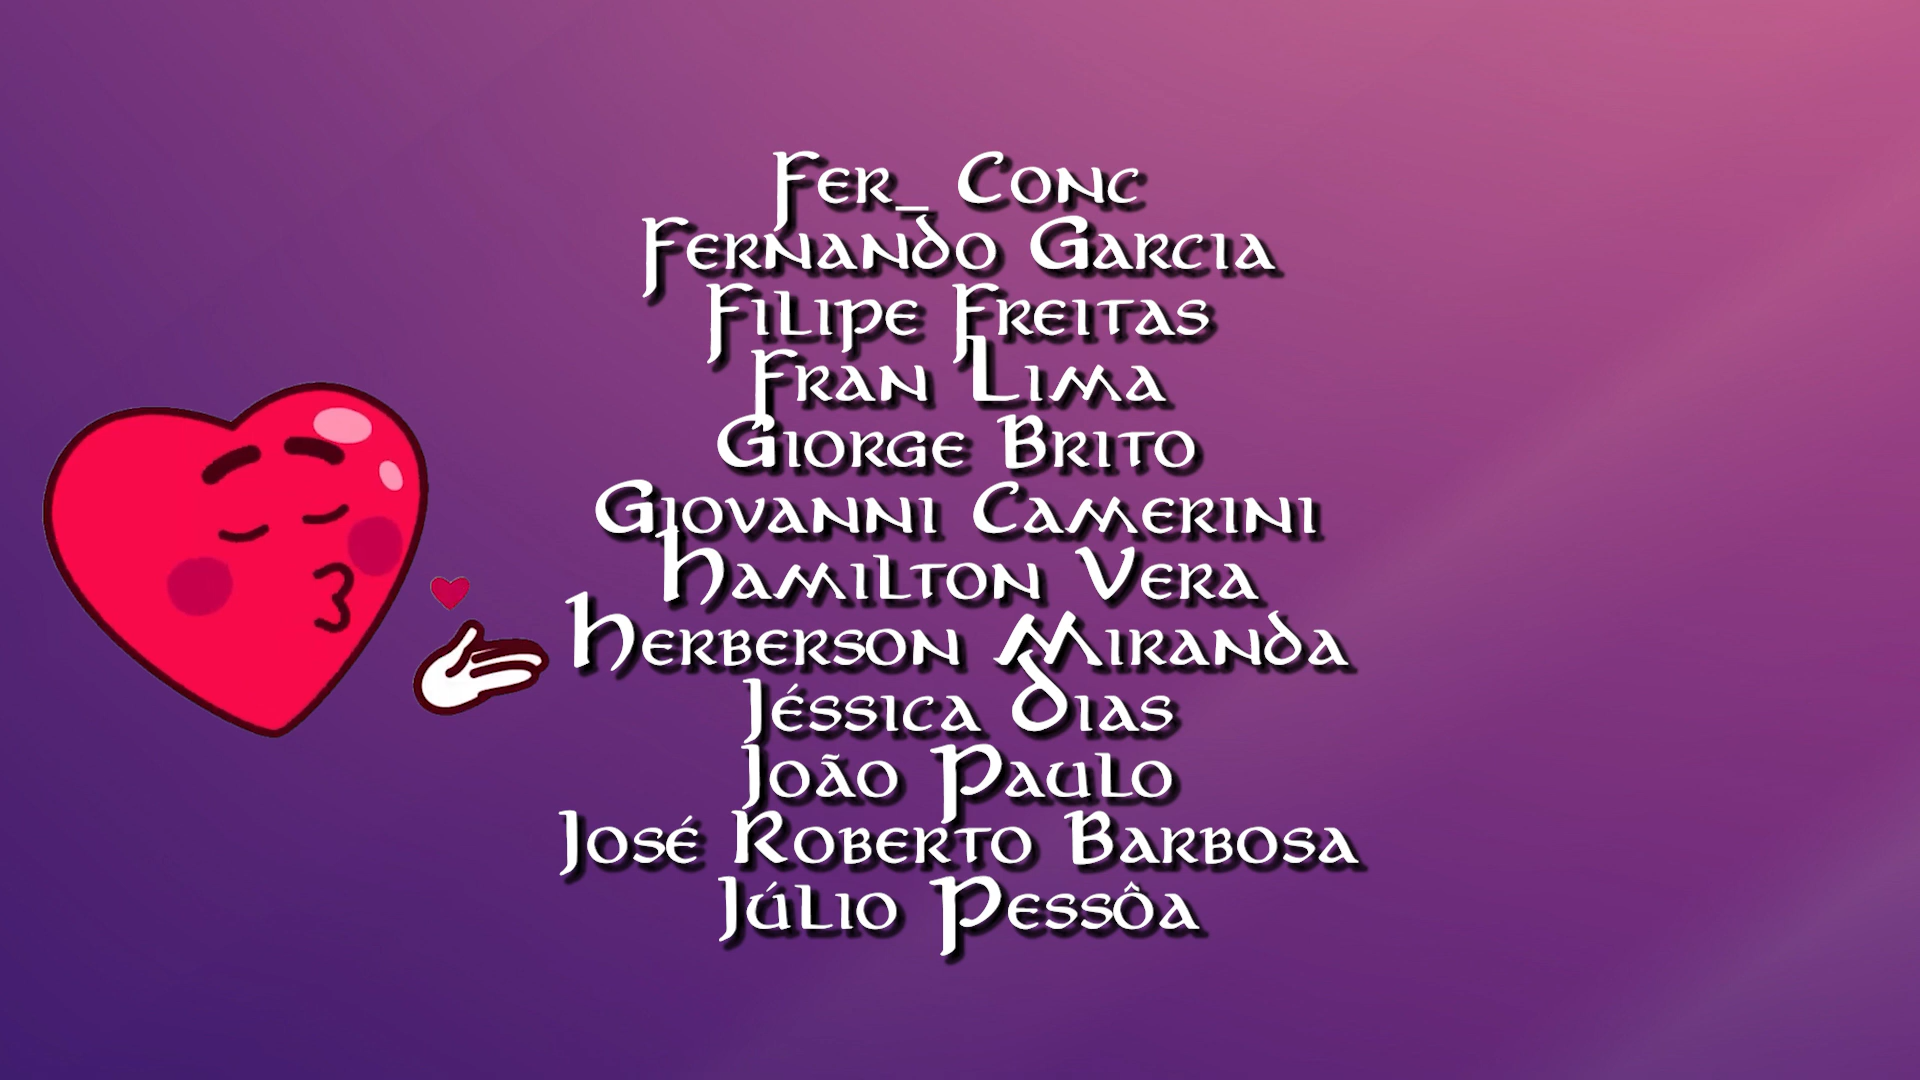 Fer_ Conc
Fernando Garcia
Filipe Freitas
Fran Lima
Giorge Brito
Giovanni Camerini
Hamilton Vera
Herberson Miranda
Jéssica Dias
João Paulo
José Roberto Barbosa
Júlio Pessôa